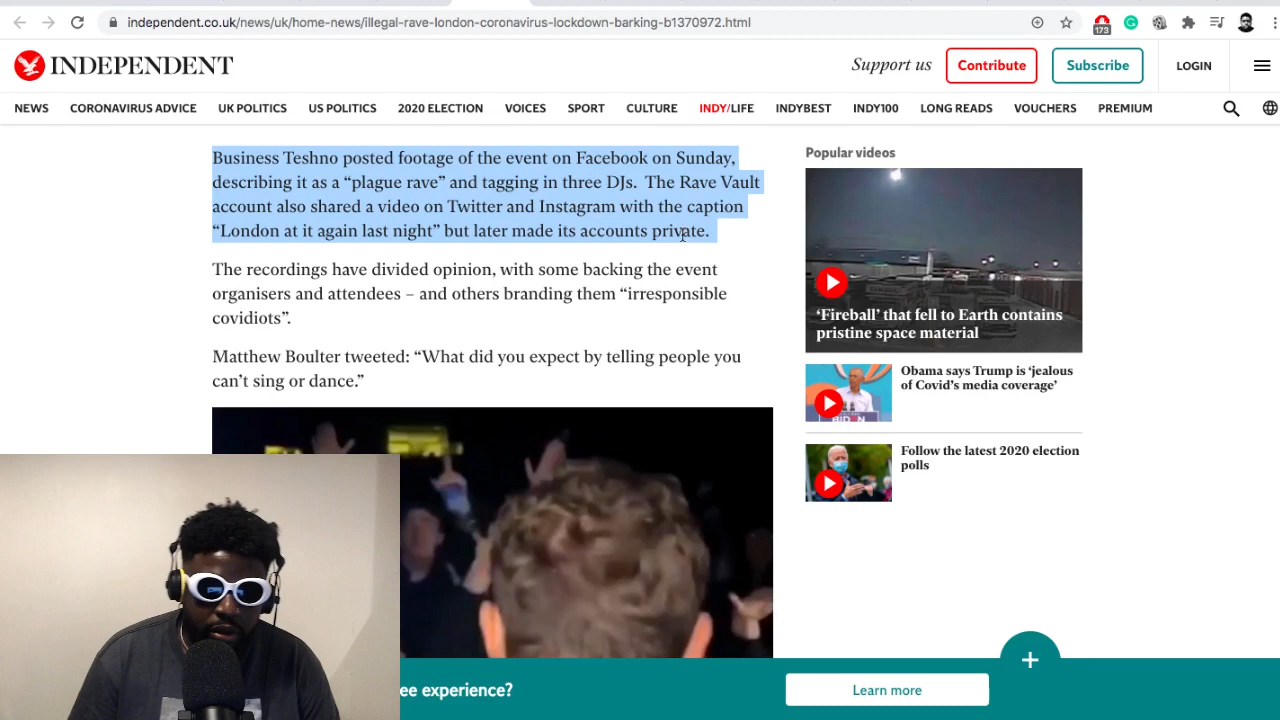 independent.co.uk/news/uk/home-news/illegal-rave-london-coronavirus-lockdown-barking-b1370972.html
173
INDEPENDENT
Support us
Contribute
Subscribe
LOGIN
NEWS CORONAVIRUS ADVICE UK POLITICS US POLITICS 2020 ELECTION VOICES SPORT CULTURE INDY/LIFE INDYBEST INDY100 LONG READS VOUCHERS PREMIUM
Business Teshno posted footage of the event on Facebook on Sunday,
describing it as a “plague rave” and tagging in three DJs. The Rave Vault
account also shared a video on Twitter and Instagram with the caption
“London at it again last night” but later made its accounts private.
The recordings have divided opinion, with some backing the event
organisers and attendees – and others branding them “irresponsible
covidiots”.
Matthew Boulter tweeted: “What did you expect by telling people you
can’t sing or dance.”
Popular videos
‘Fireball’ that fell to Earth contains
pristine space material
Obama says Trump is ‘jealous
of Covid’s media coverage’
BIDEN
Follow the latest 2020 election
polls
ee experience?
Learn more
+